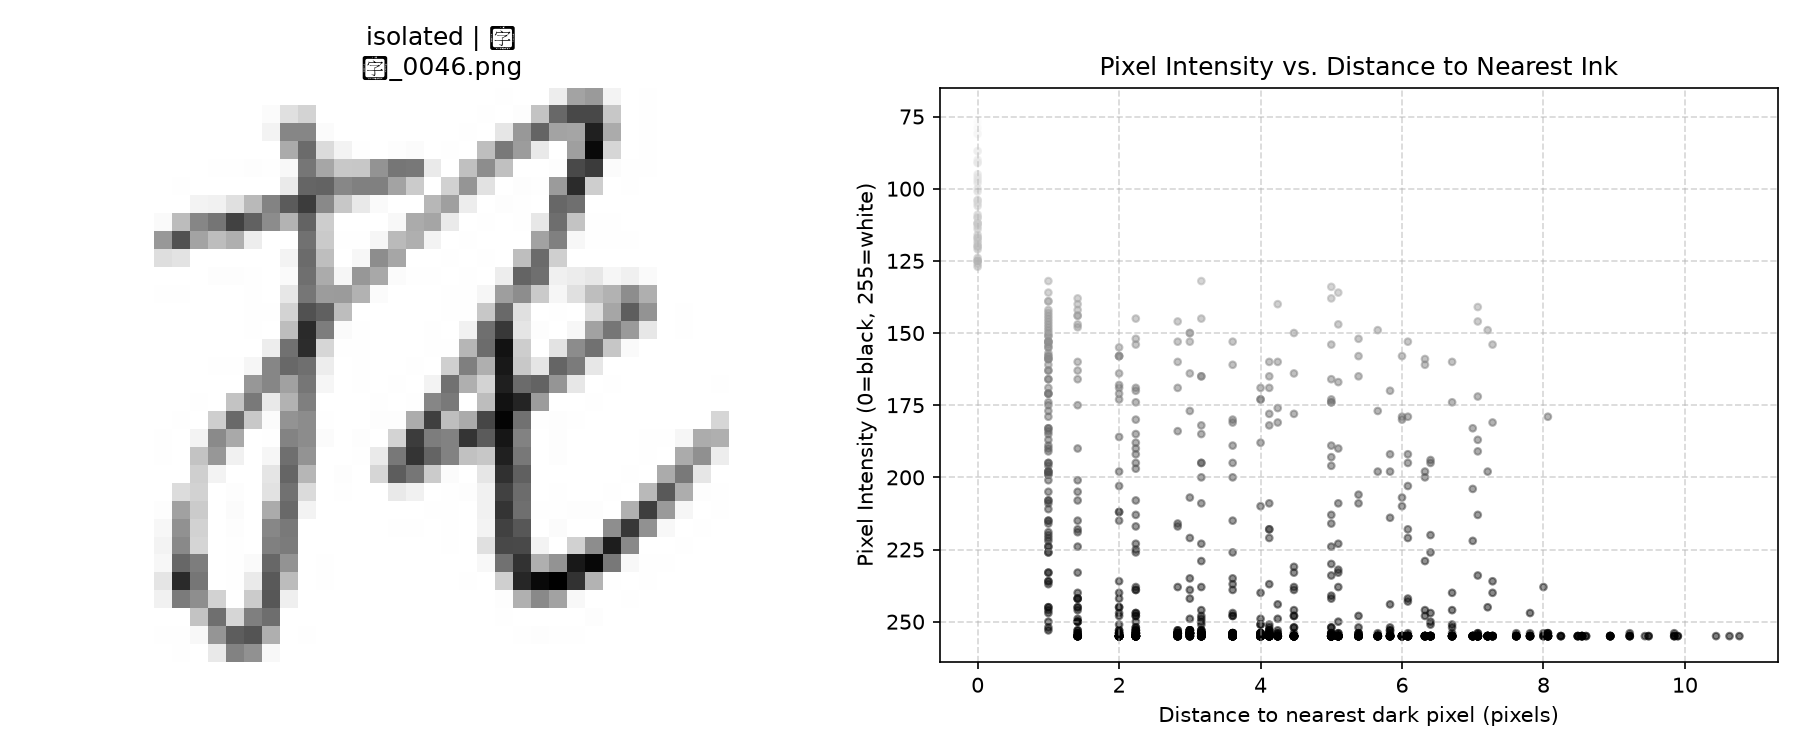 isolated |
_0046.png
Pixel Intensity vs. Distance to Nearest Ink
Pixel Intensity (0=black, 255=white)
75
100
125
150
175
200
225
250
0 2 4 6 8 10
Distance to nearest dark pixel (pixels)